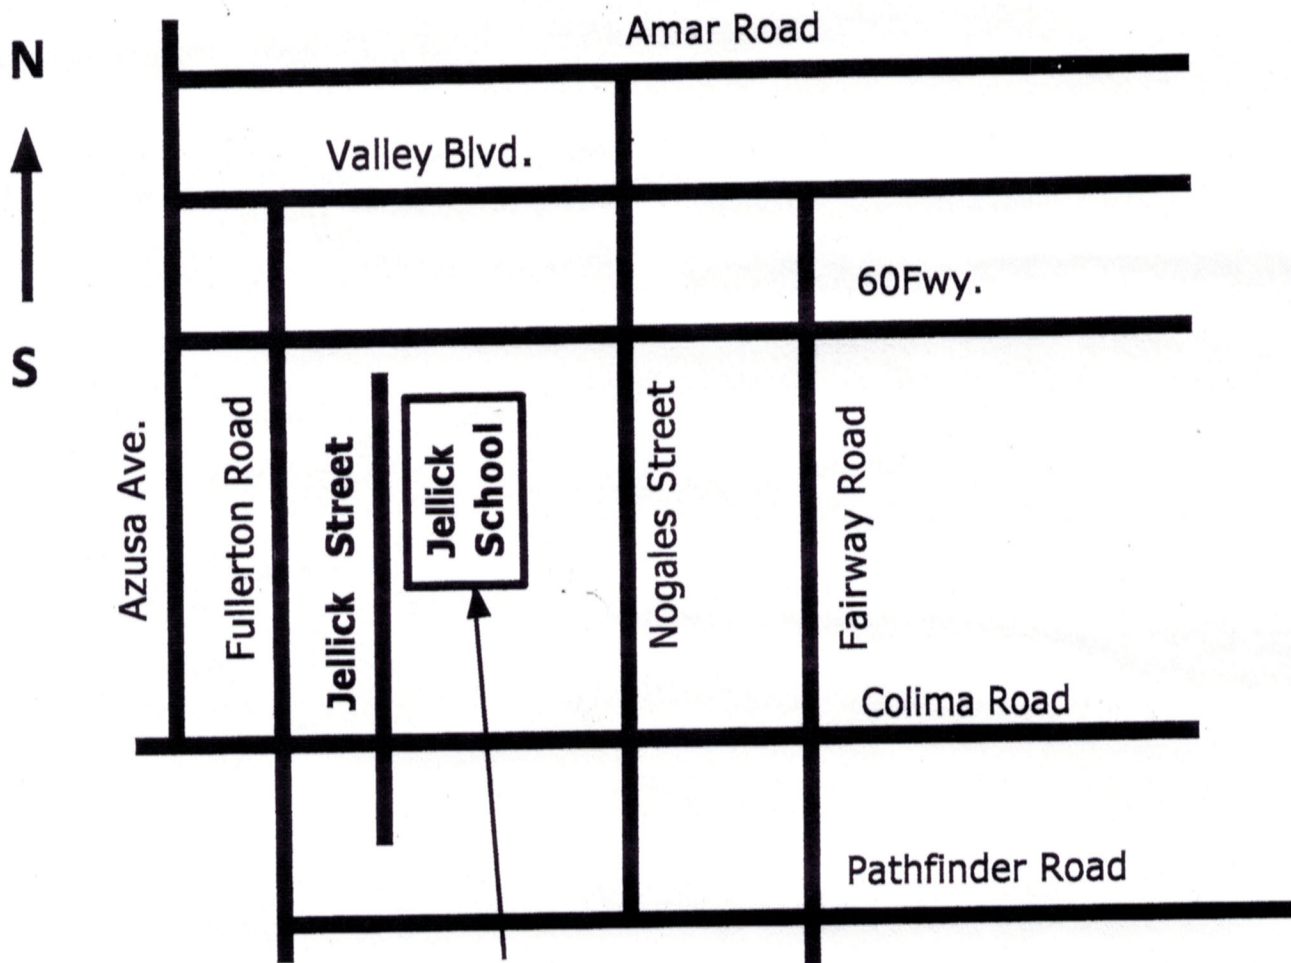 Amar Road
N
Valley Blvd.
60Fwy.
S
Azusa Ave.
Fullerton Road
Jellick Street
Jellick
School
Nogales Street
Fairway Road
Colima Road
Pathfinder Road